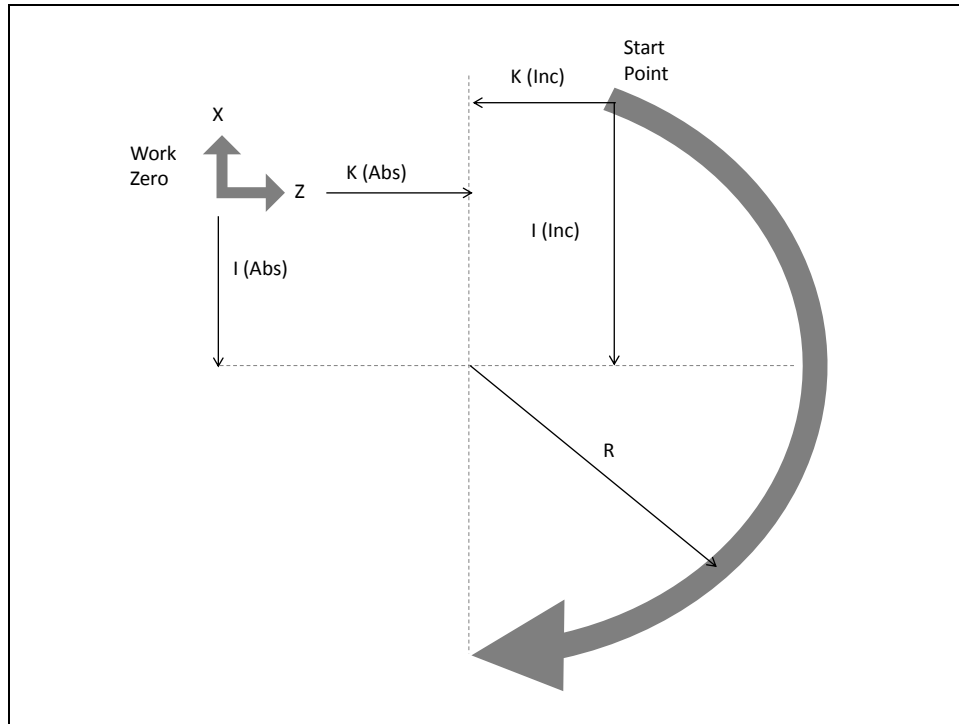 Start
Point
K (Inc)
X
Work
Zero
K (Abs)
Z
I (Inc)
I (Abs)
R